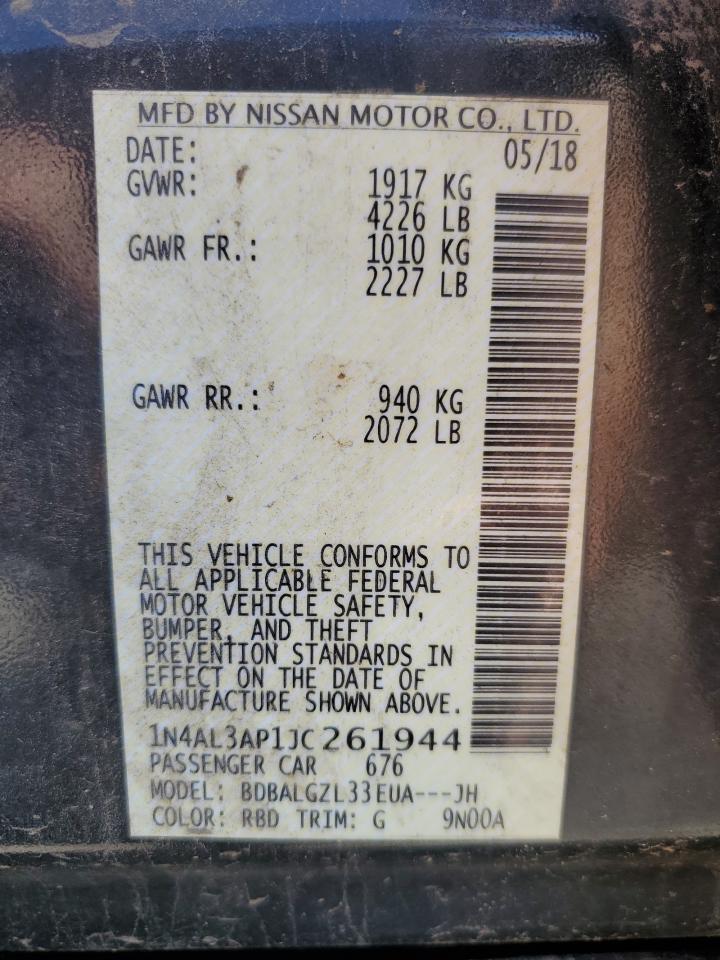 MFD BY NISSAN MOTOR CO., LTD.
DATE: 05/18
GVWR: 1917 KG
4226 LB
GAWR FR.: 1010 KG
2227 LB
GAWR RR.: 940 KG
2072 LB
THIS VEHICLE CONFORMS TO
ALL APPLICABLE FEDERAL
MOTOR VEHICLE SAFETY,
BUMPER, AND THEFT
PREVENTION STANDARDS IN
EFFECT ON THE DATE OF
MANUFACTURE SHOWN ABOVE.
1N4AL3AP1JC261944
PASSENGER CAR 676
MODEL: BDBALGZL33EUA---JH
COLOR: RBD TRIM: G 9N00A